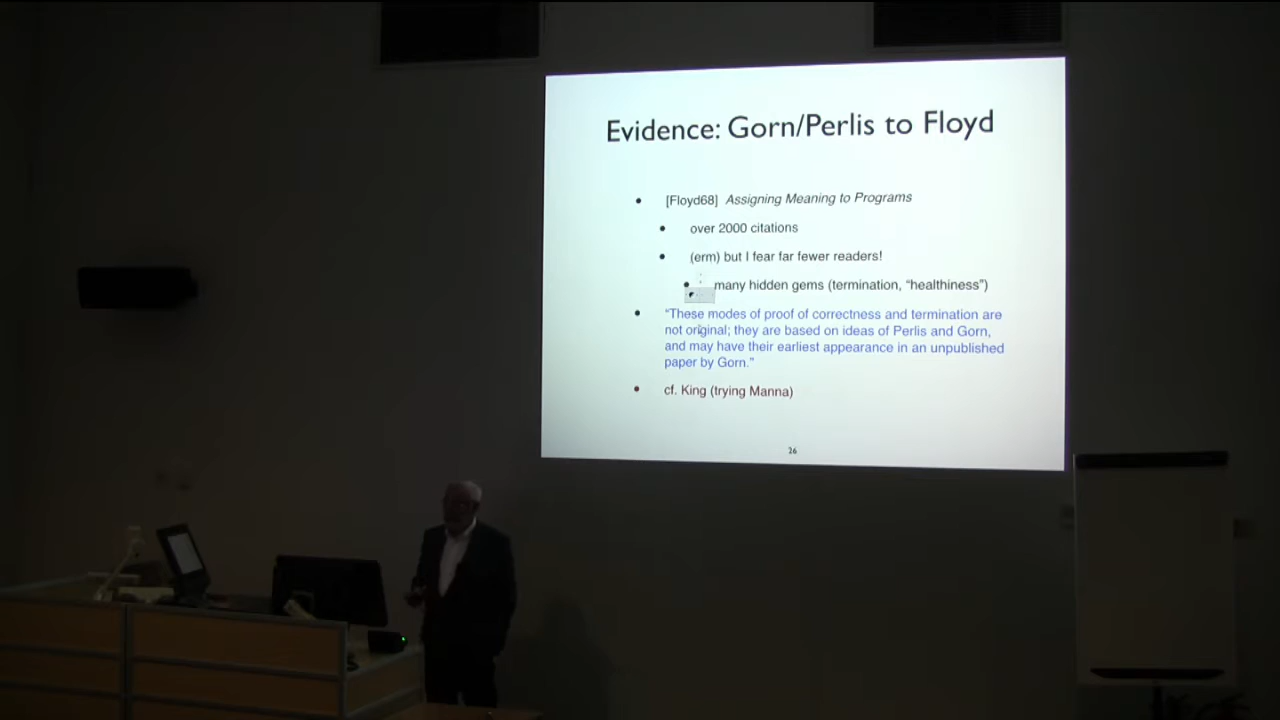 Evidence: Gorn/Perlis to Floyd
• [Floyd68] Assigning Meaning to Programs
• over 2000 citations
• (erm) but I fear far fewer readers!
• many hidden gems (termination, “healthiness”)
• “These modes of proof of correctness and termination are
not original; they are based on ideas of Perlis and Gorn,
and may have their earliest appearance in an unpublished
paper by Gorn.”
• cf. King (trying Manna)
26